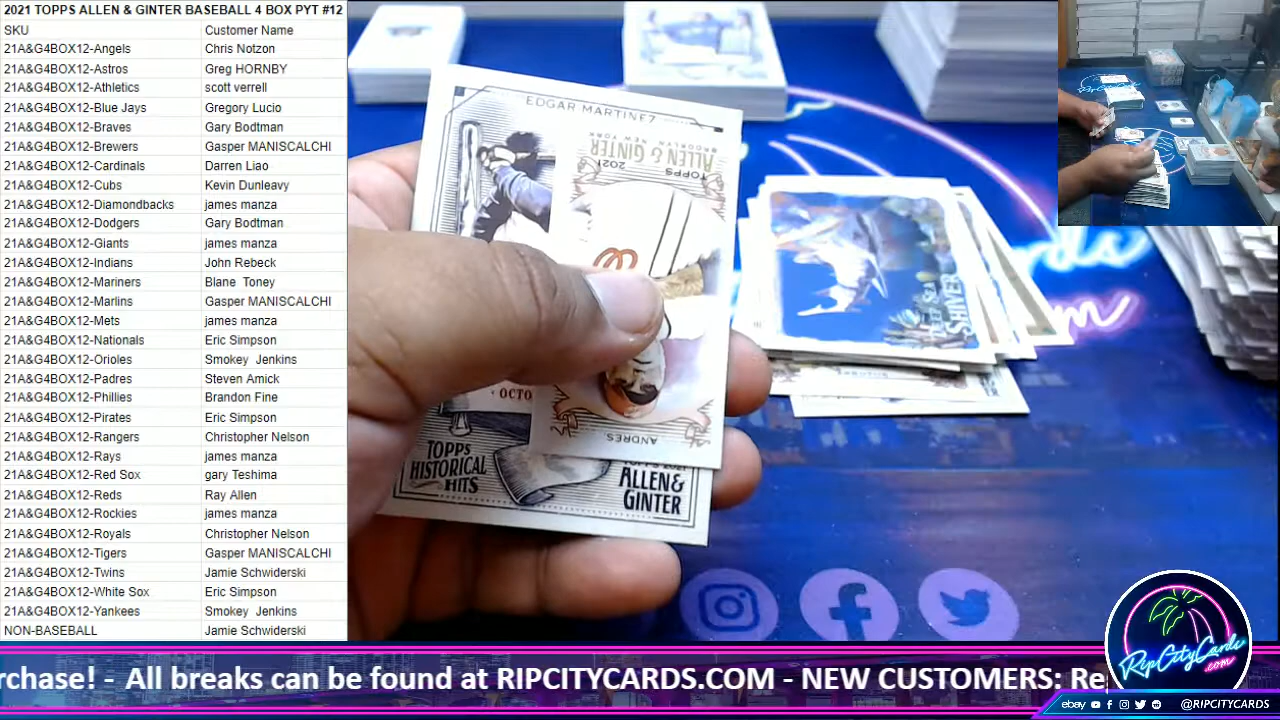 2021 TOPPS ALLEN & GINTER BASEBALL 4 BOX PYT #12
SKU Customer Name
21A&G4BOX12-Angels Chris Notzon
21A&G4BOX12-Astros Greg HORNBY
21A&G4BOX12-Athletics scott verrell
21A&G4BOX12-Blue Jays Gregory Lucio
21A&G4BOX12-Braves Gary Bodtman
21A&G4BOX12-Brewers Gasper MANISCALCHI
21A&G4BOX12-Cardinals Darren Liao
21A&G4BOX12-Cubs Kevin Dunleavy
21A&G4BOX12-Diamondbacks james manza
21A&G4BOX12-Dodgers Gary Bodtman
21A&G4BOX12-Giants james manza
21A&G4BOX12-Indians John Rebeck
21A&G4BOX12-Mariners Blane Toney
21A&G4BOX12-Marlins Gasper MANISCALCHI
21A&G4BOX12-Mets james manza
21A&G4BOX12-Nationals Eric Simpson
21A&G4BOX12-Orioles Smokey Jenkins
21A&G4BOX12-Padres Steven Amick
21A&G4BOX12-Phillies Brandon Fine
21A&G4BOX12-Pirates Eric Simpson
21A&G4BOX12-Rangers Christopher Nelson
21A&G4BOX12-Rays james manza
21A&G4BOX12-Red Sox gary Teshima
21A&G4BOX12-Reds Ray Allen
21A&G4BOX12-Rockies james manza
21A&G4BOX12-Royals Christopher Nelson
21A&G4BOX12-Tigers Gasper MANISCALCHI
21A&G4BOX12-Twins Jamie Schwiderski
21A&G4BOX12-White Sox Eric Simpson
21A&G4BOX12-Yankees Smokey Jenkins
NON-BASEBALL Jamie Schwiderski
EDGAR MARTINEZ
BROOKLYN NEW YORK
ALLEN & GINTER
TOPPS 2021
OCTO
ANDRES
TOPPS
HISTORICAL
HITS
ALLEN&
GINTER
SHIVER
rchase! - All breaks can be found at RIPCITYCARDS.COM - NEW CUSTOMERS: Re
RipCityCards
.com
ebay @RIPCITYCARDS